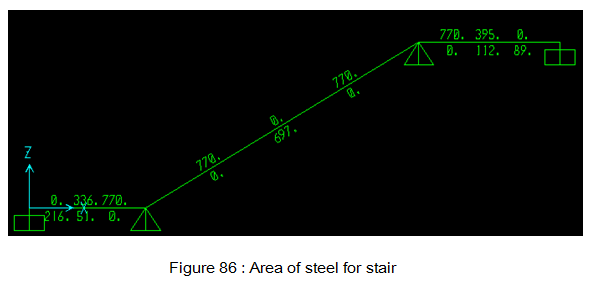 770. 395. 0.
0. 112. 89.
770.
0.
0.
697.
770.
0.
Z
0. 336. 770.
X
216. 51. 0.
Figure 86 : Area of steel for stair